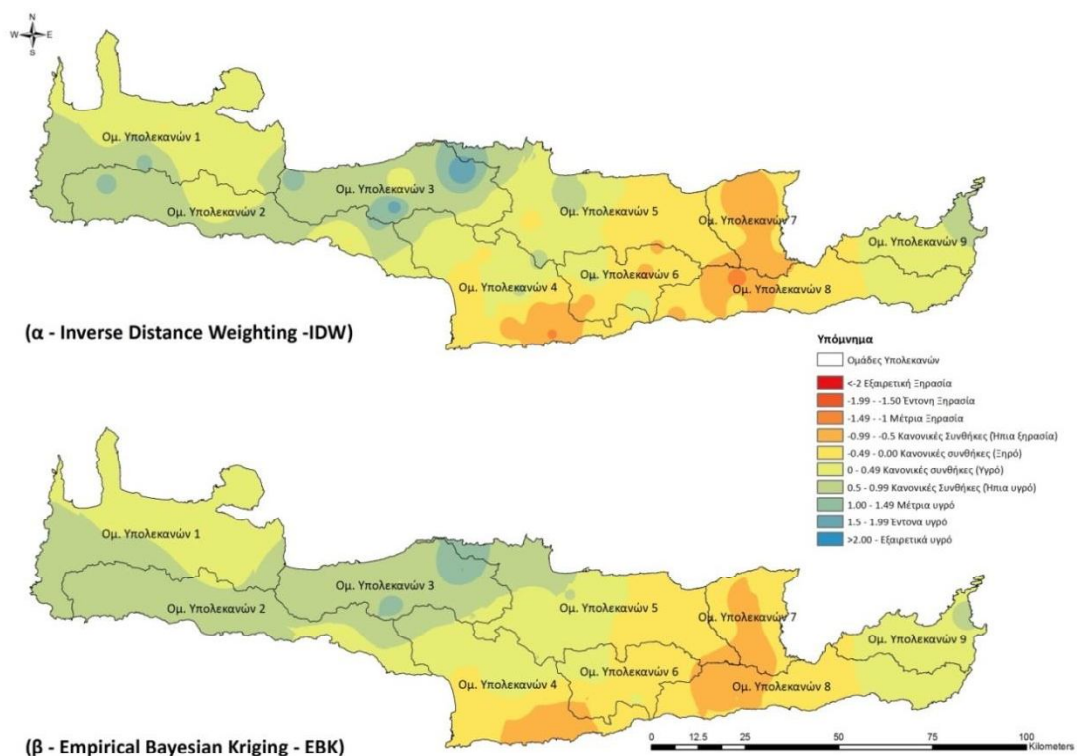 N
W E
S
Ομ. Υπολεκανών 1
Ομ. Υπολεκανών 2
Ομ. Υπολεκανών 3
Ομ. Υπολεκανών 4
Ομ. Υπολεκανών 5
Ομ. Υπολεκανών 6
Ομ. Υπολεκανών 7
Ομ. Υπολεκανών 8
Ομ. Υπολεκανών 9
(α - Inverse Distance Weighting -IDW)
Υπόμνημα
Ομάδες Υπολεκανών
<-2 Εξαιρετική Ξηρασία
-1.99 - -1.50 Έντονη Ξηρασία
-1.49 - -1 Μέτρια Ξηρασία
-0.99 - -0.5 Κανονικές Συνθήκες (Ήπια ξηρασία)
-0.49 - 0.00 Κανονικές συνθήκες (Ξηρό)
0 - 0.49 Κανονικές συνθήκες (Υγρό)
0.5 - 0.99 Κανονικές Συνθήκες (Ήπια υγρό)
1.00 - 1.49 Μέτρια υγρό
1.5 - 1.99 Έντονα υγρό
>2.00 - Εξαιρετικά υγρό
Ομ. Υπολεκανών 1
Ομ. Υπολεκανών 2
Ομ. Υπολεκανών 3
Ομ. Υπολεκανών 4
Ομ. Υπολεκανών 5
Ομ. Υπολεκανών 6
Ομ. Υπολεκανών 7
Ομ. Υπολεκανών 8
Ομ. Υπολεκανών 9
(β - Empirical Bayesian Kriging - EBK)
0 12.5 25 50 75 100
Kilometers